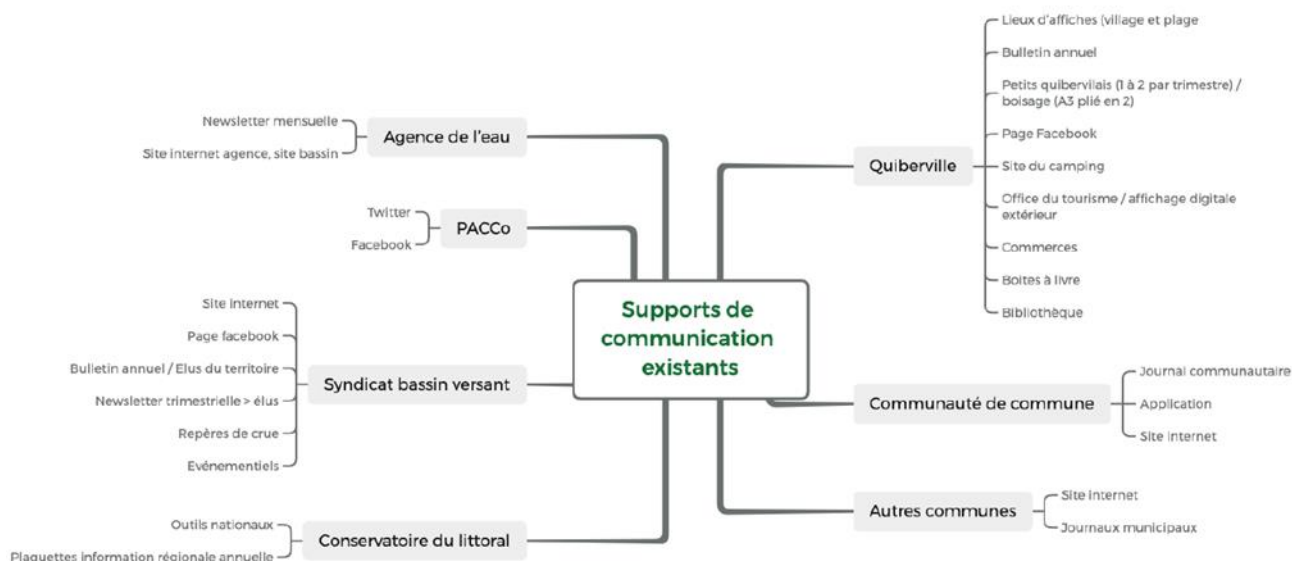 Supports de
communication
existants
Agence de l'eau
Newsletter mensuelle
Site internet agence, site bassin
PACCo
Twitter
Facebook
Syndicat bassin versant
Site internet
Page facebook
Bulletin annuel / Elus du territoire
Newsletter trimestrielle > élus
Repères de crue
Evénementiels
Conservatoire du littoral
Outils nationaux
Plaquettes information régionale annuelle
Quiberville
Lieux d'affiches (village et plage
Bulletin annuel
Petits quibervilais (1 à 2 par trimestre) /
boisage (A3 plié en 2)
Page Facebook
Site du camping
Office du tourisme / affichage digitale
extérieur
Commerces
Boites à livre
Bibliothèque
Communauté de commune
Journal communautaire
Application
Site internet
Autres communes
Site internet
Journaux municipaux